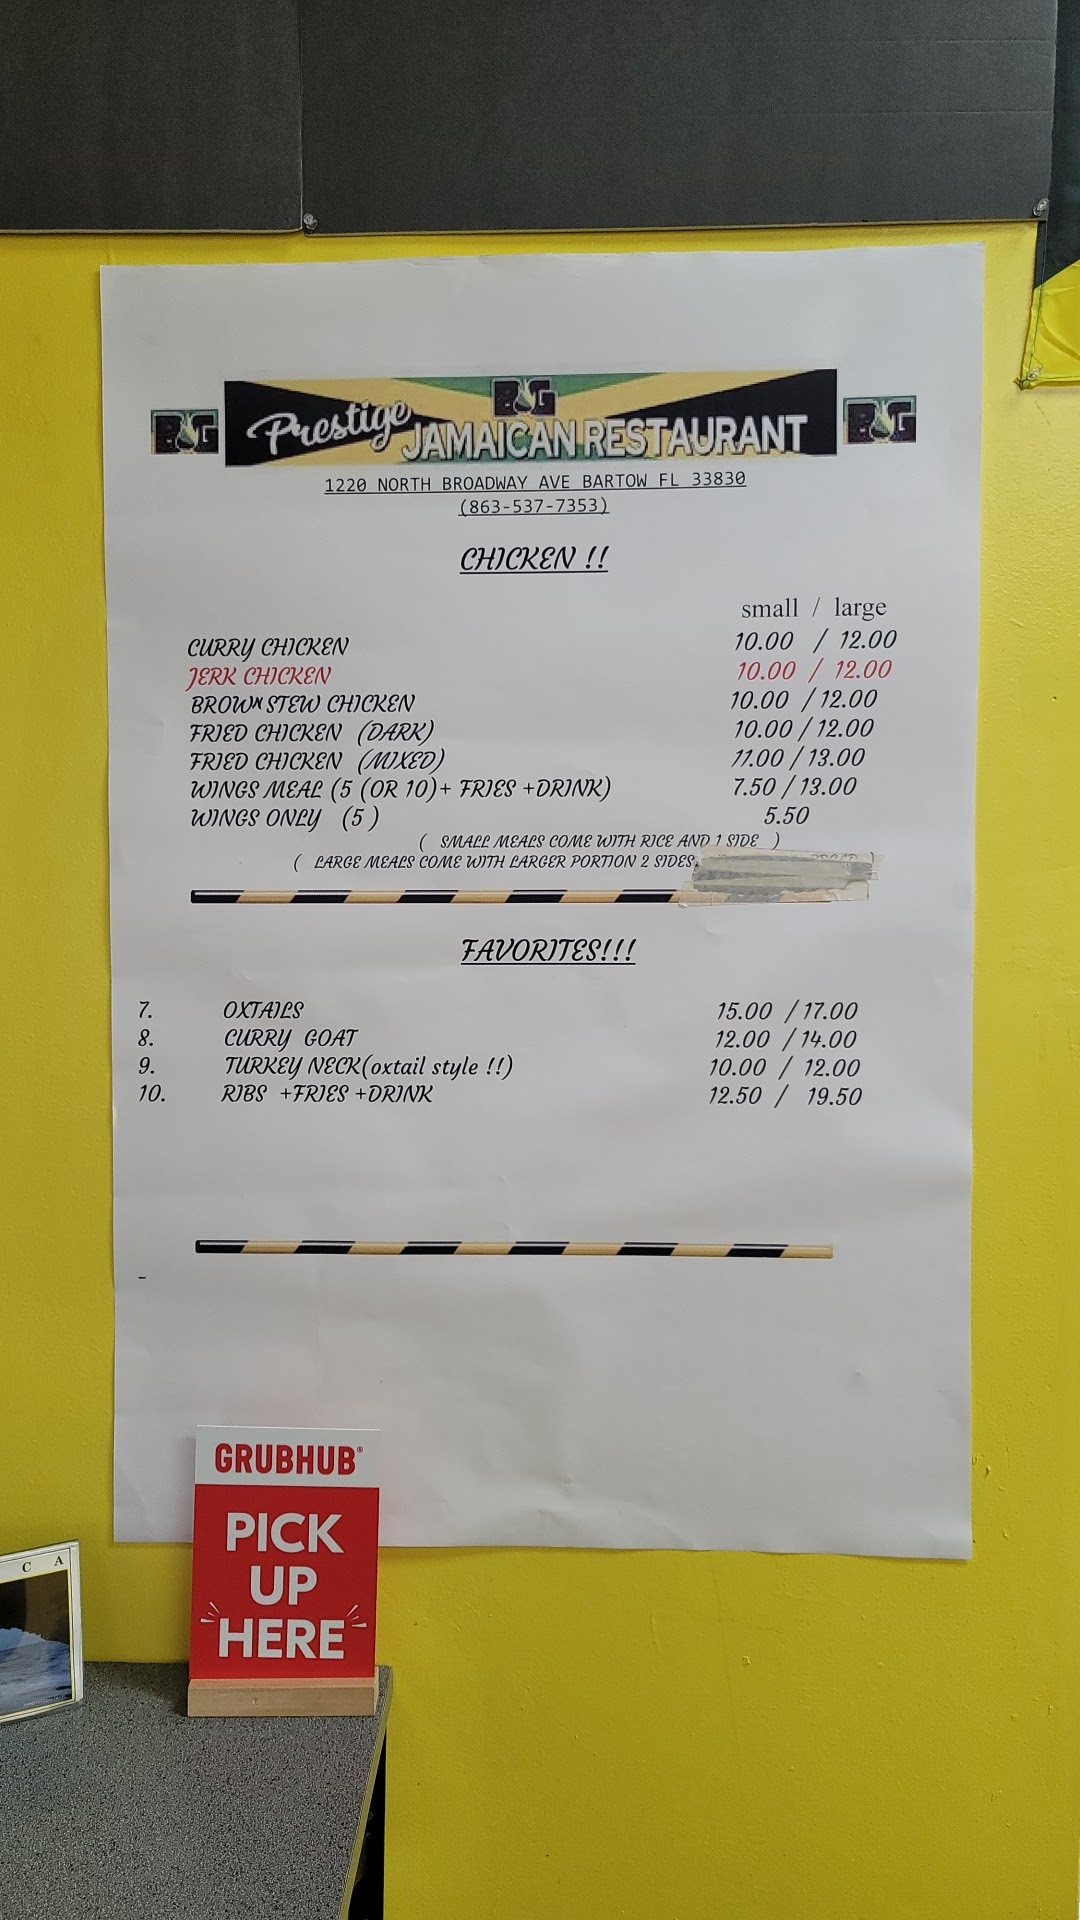 B&G
Prestige
JAMAICAN RESTAURANT
B&G
B&G
1220 NORTH BROADWAY AVE BARTOW FL 33830
(863-537-7353)
CHICKEN !!
small / large
CURRY CHICKEN 10.00 / 12.00
JERK CHICKEN 10.00 / 12.00
BROWN STEW CHICKEN 10.00 / 12.00
FRIED CHICKEN (DARK) 10.00 / 12.00
FRIED CHICKEN (MIXED) 11.00 / 13.00
WINGS MEAL (5 (OR 10)+ FRIES +DRINK) 7.50 / 13.00
WINGS ONLY (5 ) 5.50
( SMALL MEALS COME WITH RICE AND 1 SIDE )
( LARGE MEALS COME WITH LARGER PORTION 2 SIDES )
FAVORITES!!!
7. OXTAILS 15.00 / 17.00
8. CURRY GOAT 12.00 / 14.00
9. TURKEY NECK(oxtail style !!) 10.00 / 12.00
10. RIBS +FRIES +DRINK 12.50 / 19.50
-
GRUBHUB®
PICK
UP
HERE
C A